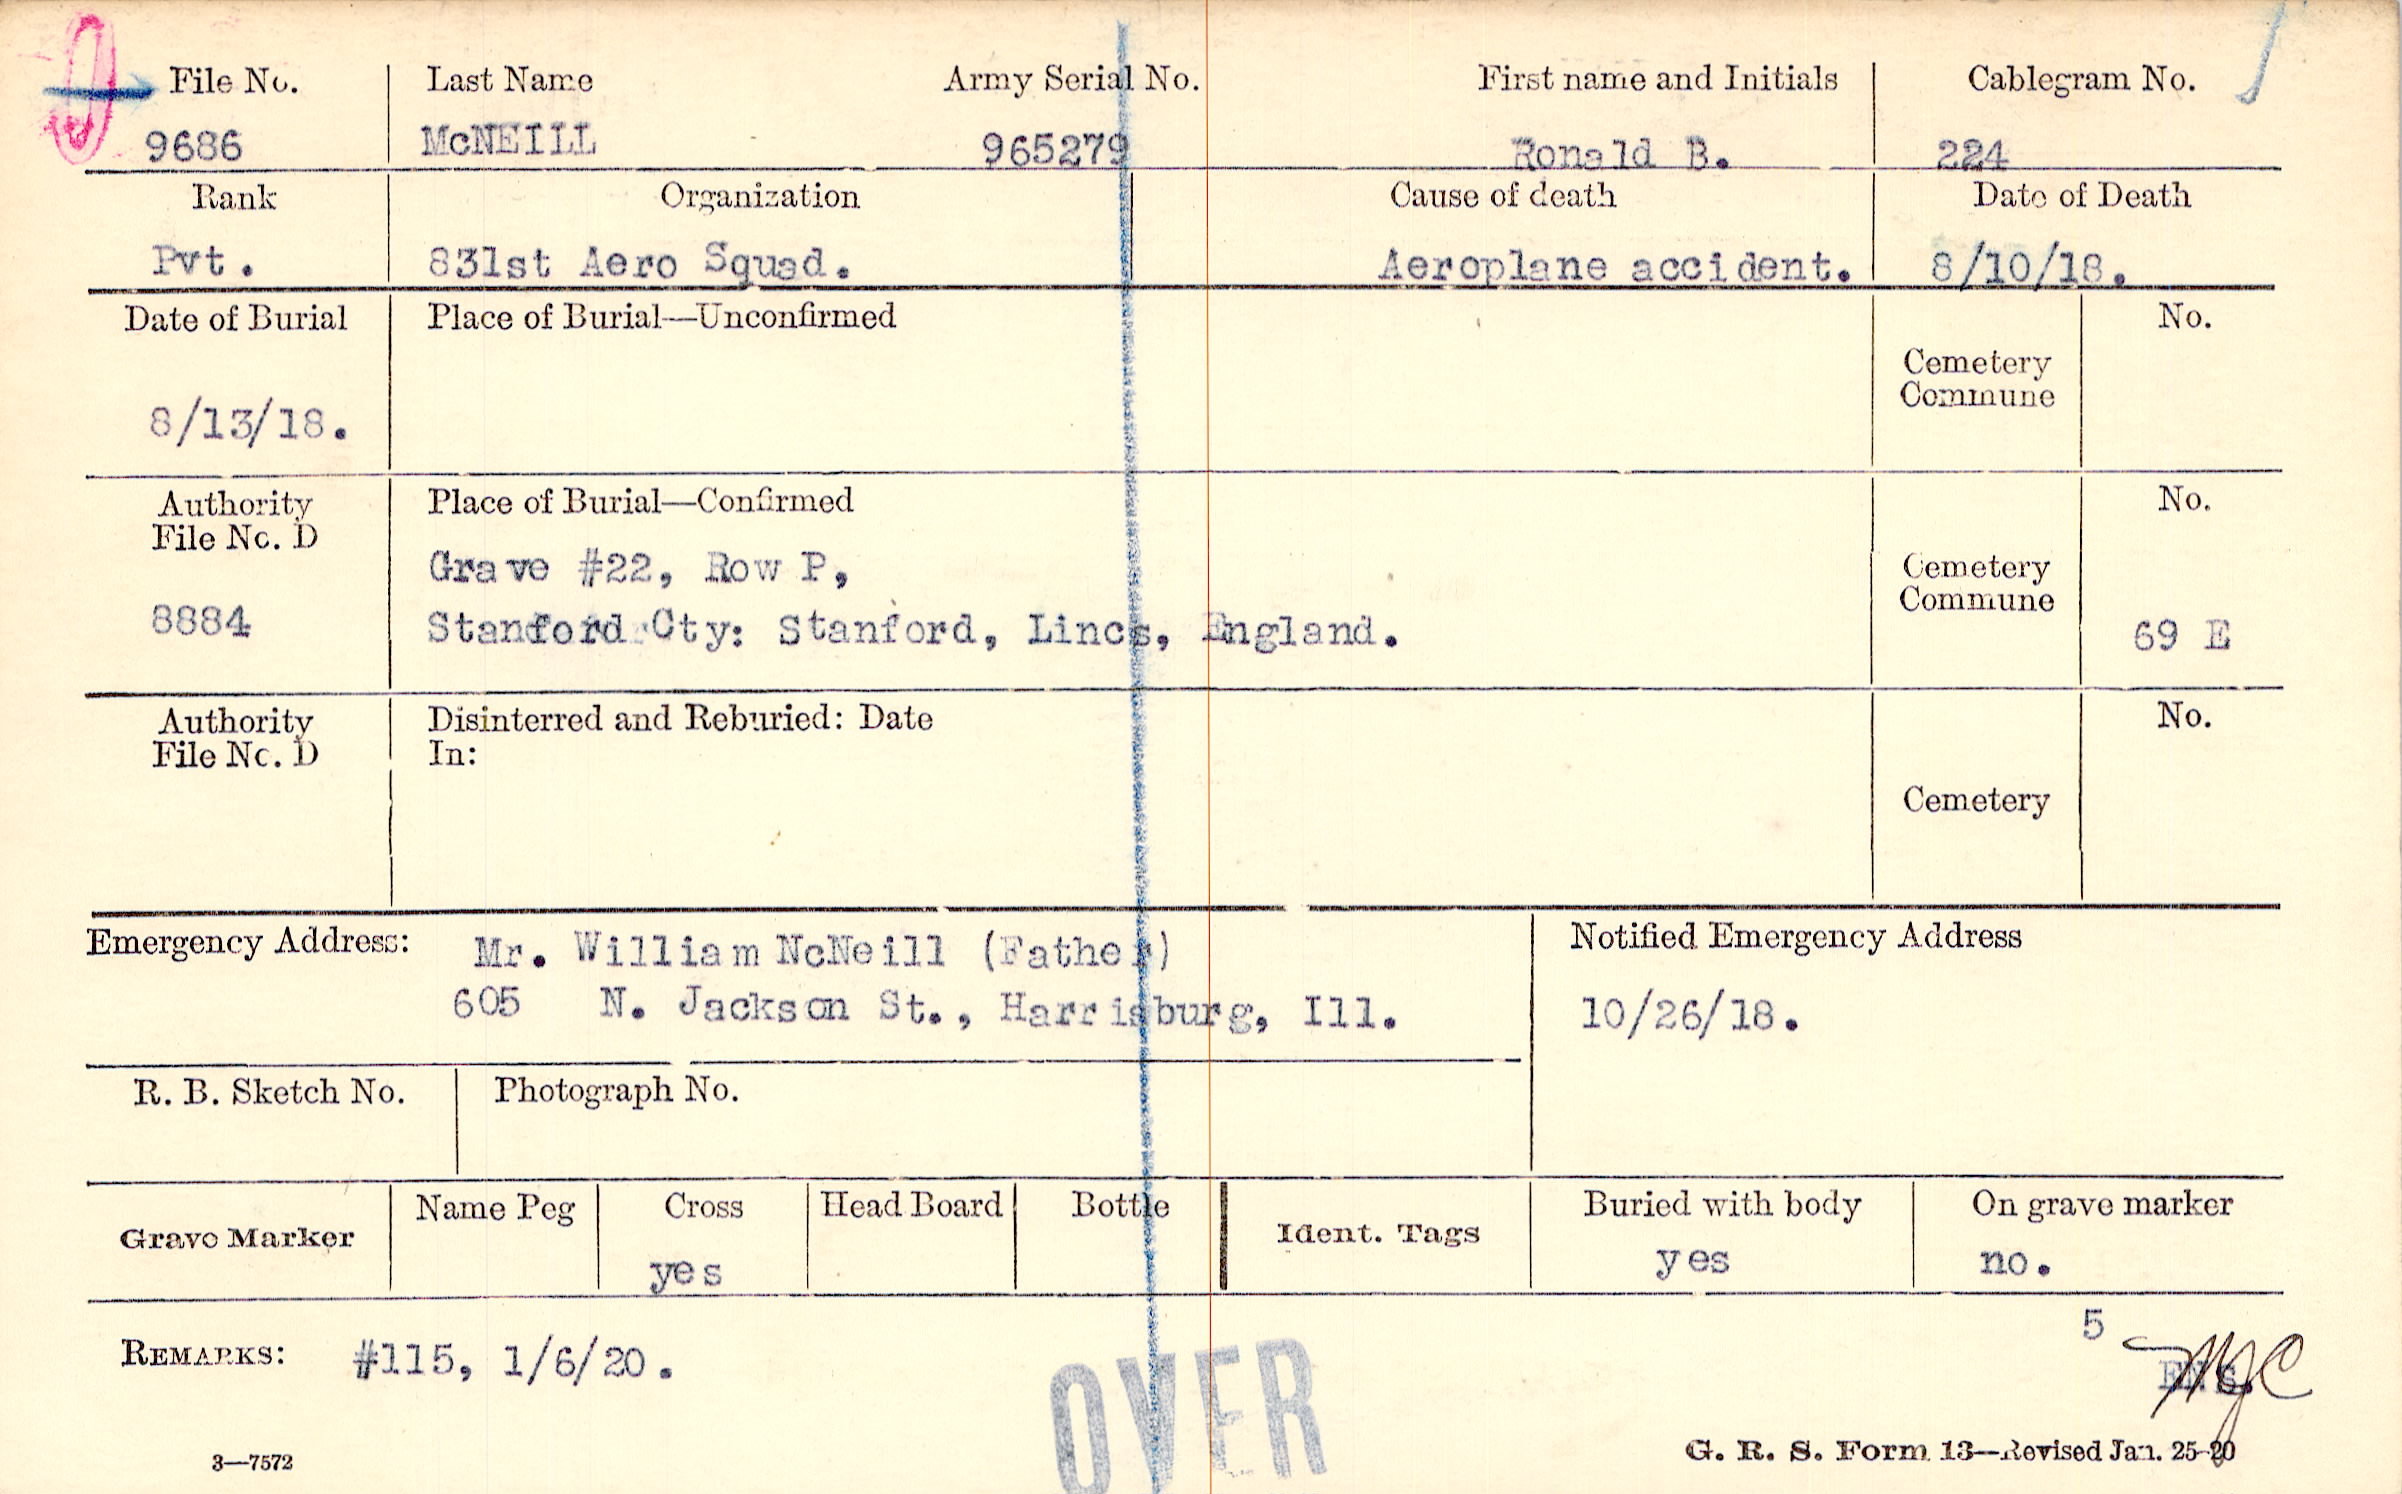 File No. Last Name Army Serial No. First name and Initials Cablegram No.
9686 McNEILL 965279 Ronald B. 224
Rank Organization Cause of death Date of Death
Pvt. 831st Aero Squad. Aeroplane accident. 8/10/18.
Date of Burial Place of Burial—Unconfirmed No.
Cemetery
Commune
8/13/18.
Authority Place of Burial—Confirmed No.
File No. D
Grave #22, Row P, Cemetery
Commune
8884 Stanford Cty: Stanford, Lincs, England. 69 E
Authority Disinterred and Reburied: Date No.
File No. D In:
Cemetery
Emergency Address: Mr. William NcNeill (Father) Notified Emergency Address
605 N. Jackson St., Harrisburg, Ill. 10/26/18.
R. B. Sketch No. Photograph No.
Grave Marker Name Peg Cross Head Board Bottle Ident. Tags Buried with body On grave marker
yes yes no.
5
REMARKS: #115, 1/6/20.
OVER
3—7572 G. R. S. Form 13—Revised Jan. 25-20